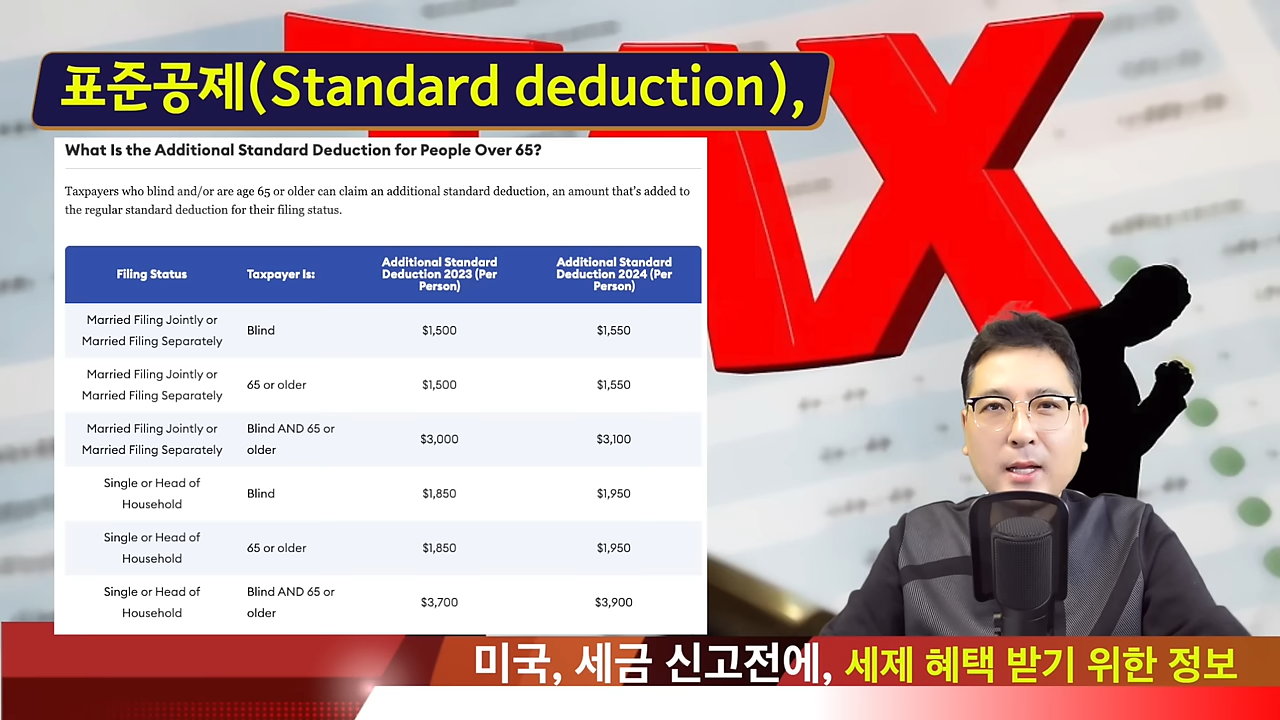 TAX
표준공제(Standard deduction),
What Is the Additional Standard Deduction for People Over 65?
Taxpayers who blind and/or are age 65 or older can claim an additional standard deduction, an amount that's added to
the regular standard deduction for their filing status.
Filing Status
Taxpayer Is:
Additional Standard
Deduction 2023 (Per
Person)
Additional Standard
Deduction 2024 (Per
Person)
Married Filing Jointly or
Married Filing Separately
Blind
$1,500
$1,550
Married Filing Jointly or
Married Filing Separately
65 or older
$1,500
$1,550
Married Filing Jointly or
Married Filing Separately
Blind AND 65 or
older
$3,000
$3,100
Single or Head of
Household
Blind
$1,850
$1,950
Single or Head of
Household
65 or older
$1,850
$1,950
Single or Head of
Household
Blind AND 65 or
older
$3,700
$3,900
미국, 세금 신고전에, 세제 혜택 받기 위한 정보